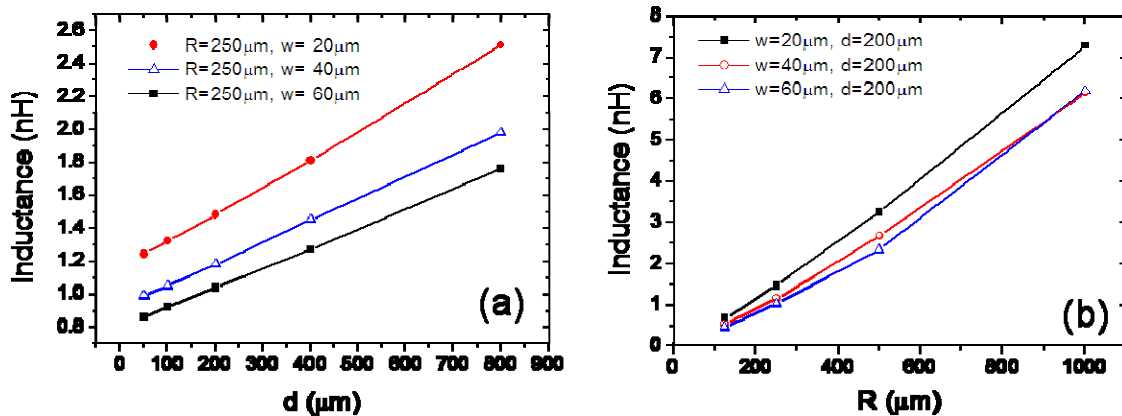 2.6
2.4
2.2
2.0
1.8
1.6
1.4
1.2
1.0
0.8
Inductance (nH)
R=250μm, w= 20μm
R=250μm, w= 40μm
R=250μm, w= 60μm
(a)
0 100 200 300 400 500 600 700 800 900
d (μm)
8
7
6
5
4
3
2
1
0
Inductance (nH)
w=20μm, d=200μm
w=40μm, d=200μm
w=60μm, d=200μm
(b)
0 200 400 600 800 1000
R (μm)